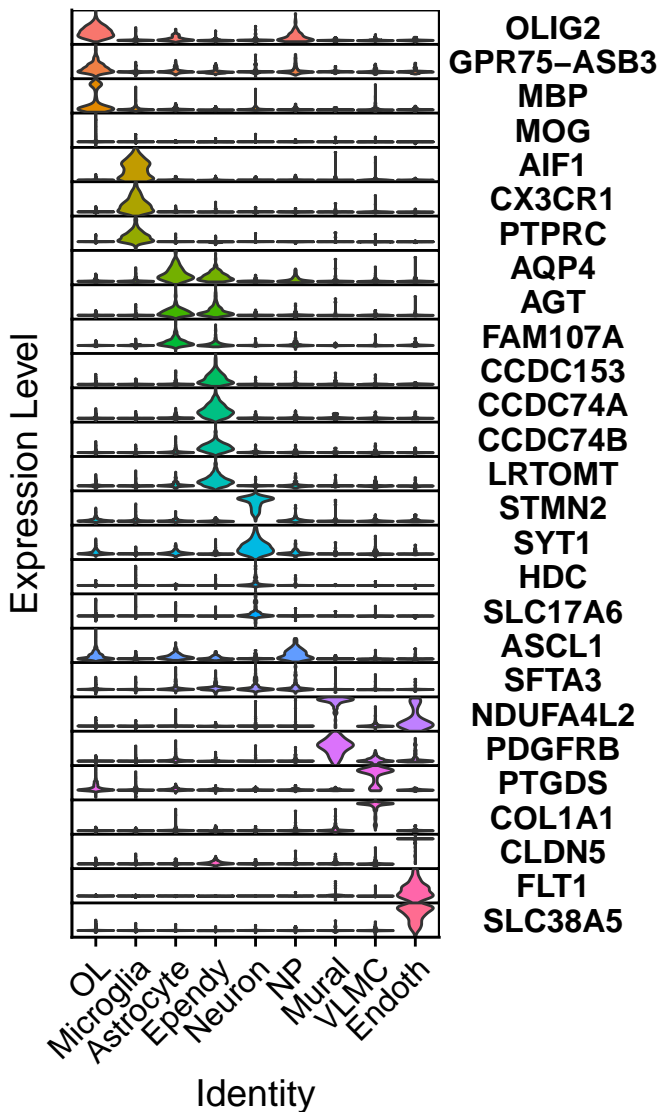 OLIG2
GPR75−ASB3
MBP
MOG
AIF1
CX3CR1
PTPRC
AQP4
AGT
FAM107A
CCDC153
CCDC74A
CCDC74B
LRTOMT
STMN2
SYT1
HDC
SLC17A6
ASCL1
SFTA3
NDUFA4L2
PDGFRB
PTGDS
COL1A1
CLDN5
FLT1
SLC38A5
Expression Level
OL
Microglia
Astrocyte
Ependy
Neuron
NP
Mural
VLMC
Endoth
Identity